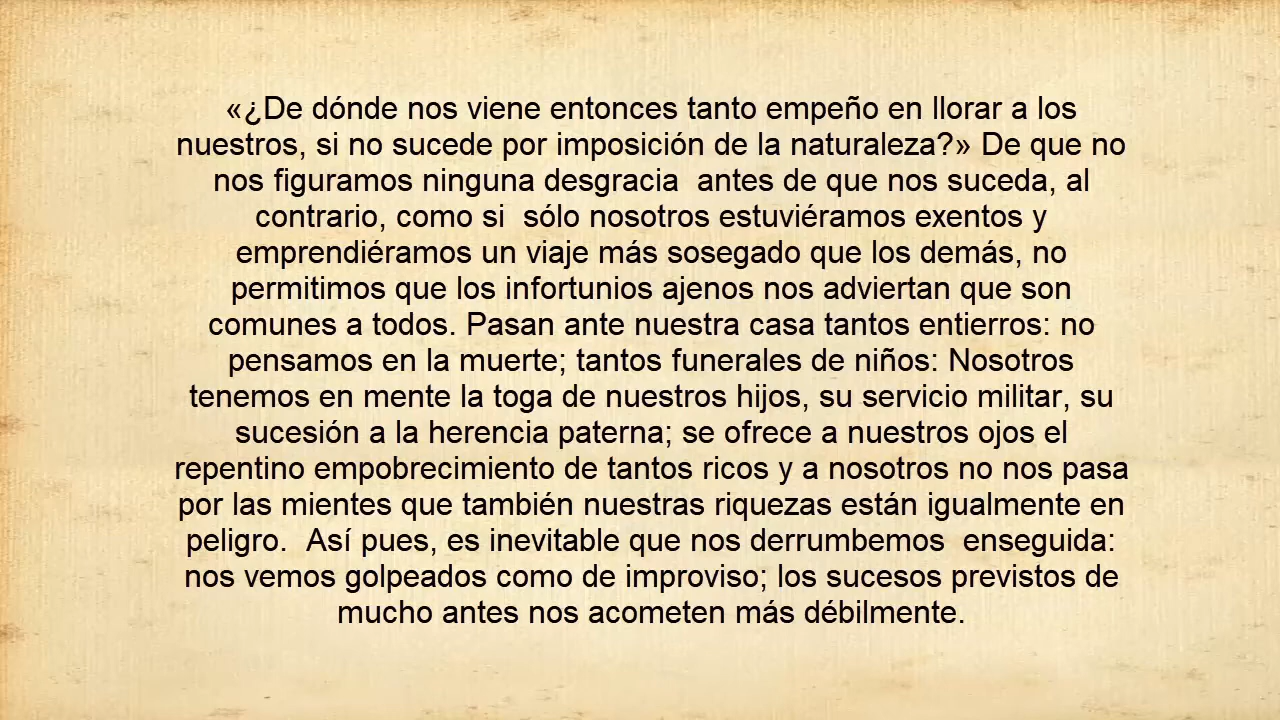 «¿De dónde nos viene entonces tanto empeño en llorar a los
nuestros, si no sucede por imposición de la naturaleza?» De que no
nos figuramos ninguna desgracia  antes de que nos suceda, al
contrario, como si  sólo nosotros estuviéramos exentos y
emprendiéramos un viaje más sosegado que los demás, no
permitimos que los infortunios ajenos nos adviertan que son
comunes a todos. Pasan ante nuestra casa tantos entierros: no
pensamos en la muerte; tantos funerales de niños: Nosotros
tenemos en mente la toga de nuestros hijos, su servicio militar, su
sucesión a la herencia paterna; se ofrece a nuestros ojos el
repentino empobrecimiento de tantos ricos y a nosotros no nos pasa
por las mientes que también nuestras riquezas están igualmente en
peligro.  Así pues, es inevitable que nos derrumbemos  enseguida:
nos vemos golpeados como de improviso; los sucesos previstos de
mucho antes nos acometen más débilmente.